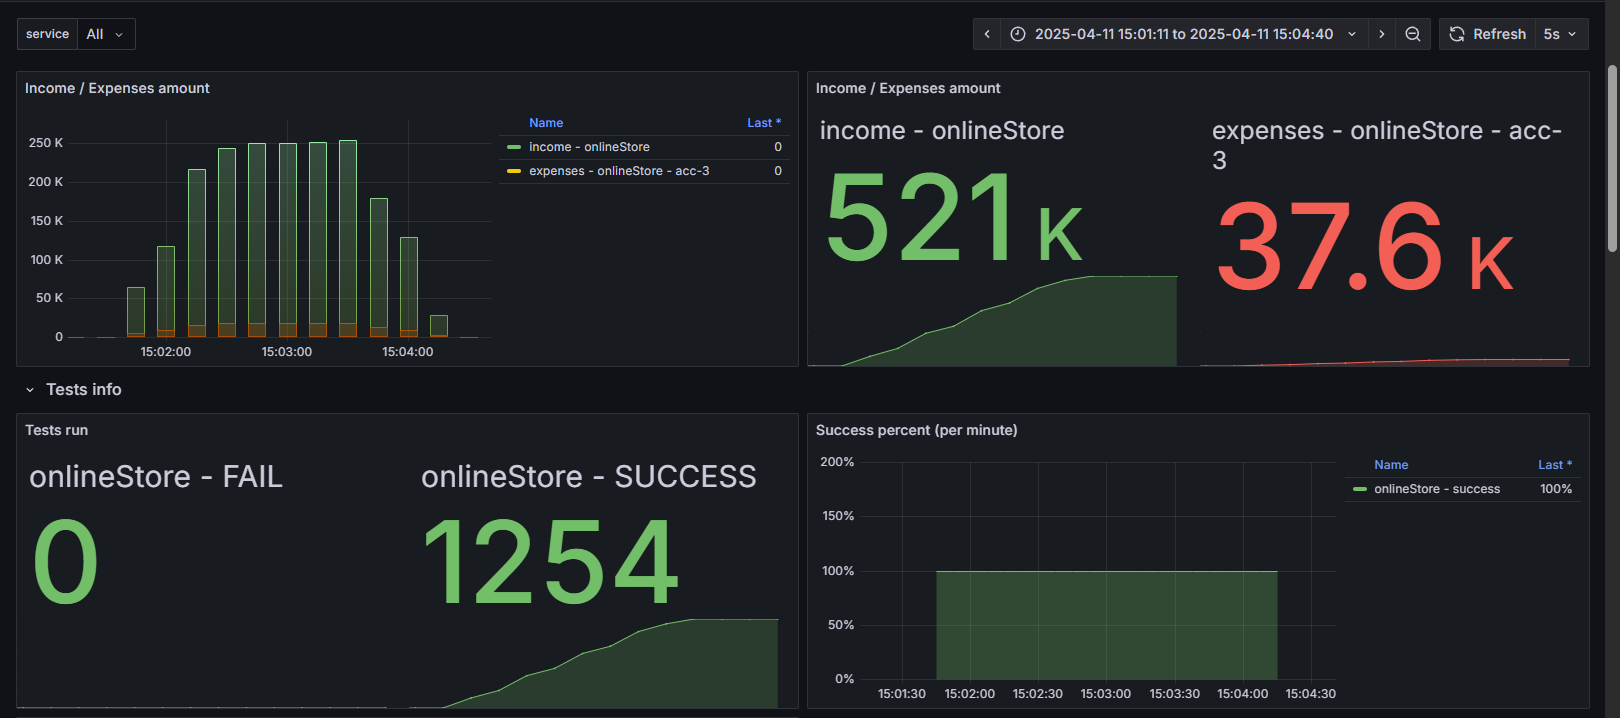 service All
2025-04-11 15:01:11 to 2025-04-11 15:04:40 Refresh 5s
Income / Expenses amount
250 K
200 K
150 K
100 K
50 K
0
15:02:00 15:03:00 15:04:00
Name Last *
income - onlineStore 0
expenses - onlineStore - acc-3 0
Income / Expenses amount
income - onlineStore
521 K
expenses - onlineStore - acc-
3
37.6 K
Tests info
Tests run
onlineStore - FAIL
0
onlineStore - SUCCESS
1254
Success percent (per minute)
200%
150%
100%
50%
0%
15:01:30 15:02:00 15:02:30 15:03:00 15:03:30 15:04:00 15:04:30
Name Last *
onlineStore - success 100%